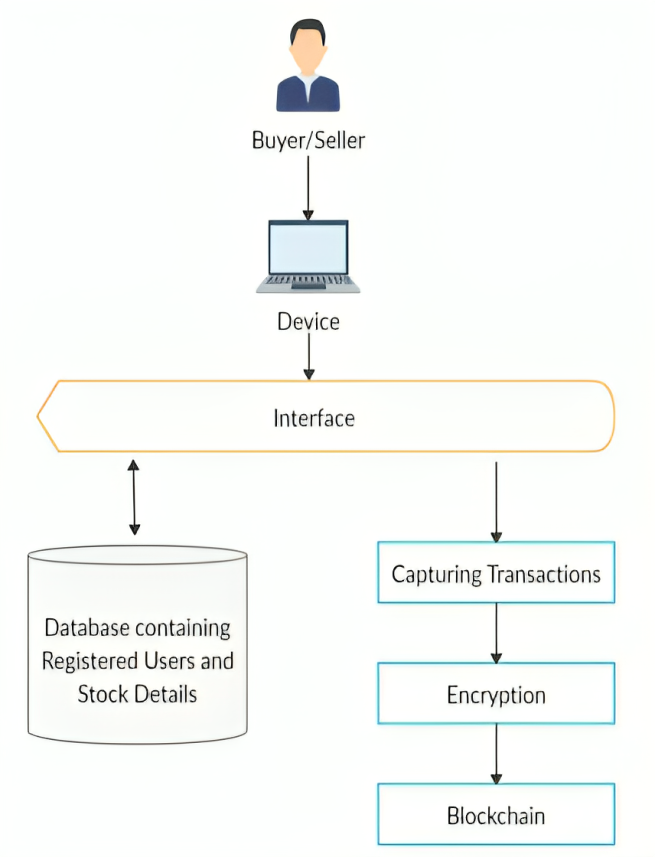 Buyer/Seller
Device
Interface
Database containing
Registered Users and
Stock Details
Capturing Transactions
Encryption
Blockchain